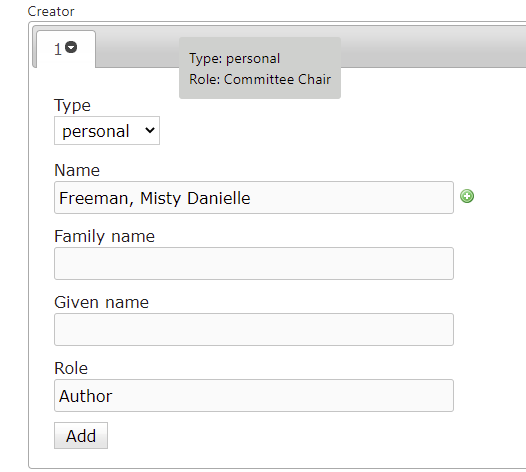 Creator
1
Type: personal
Role: Committee Chair
Type
personal
Name
Freeman, Misty Danielle
Family name
Given name
Role
Author
Add